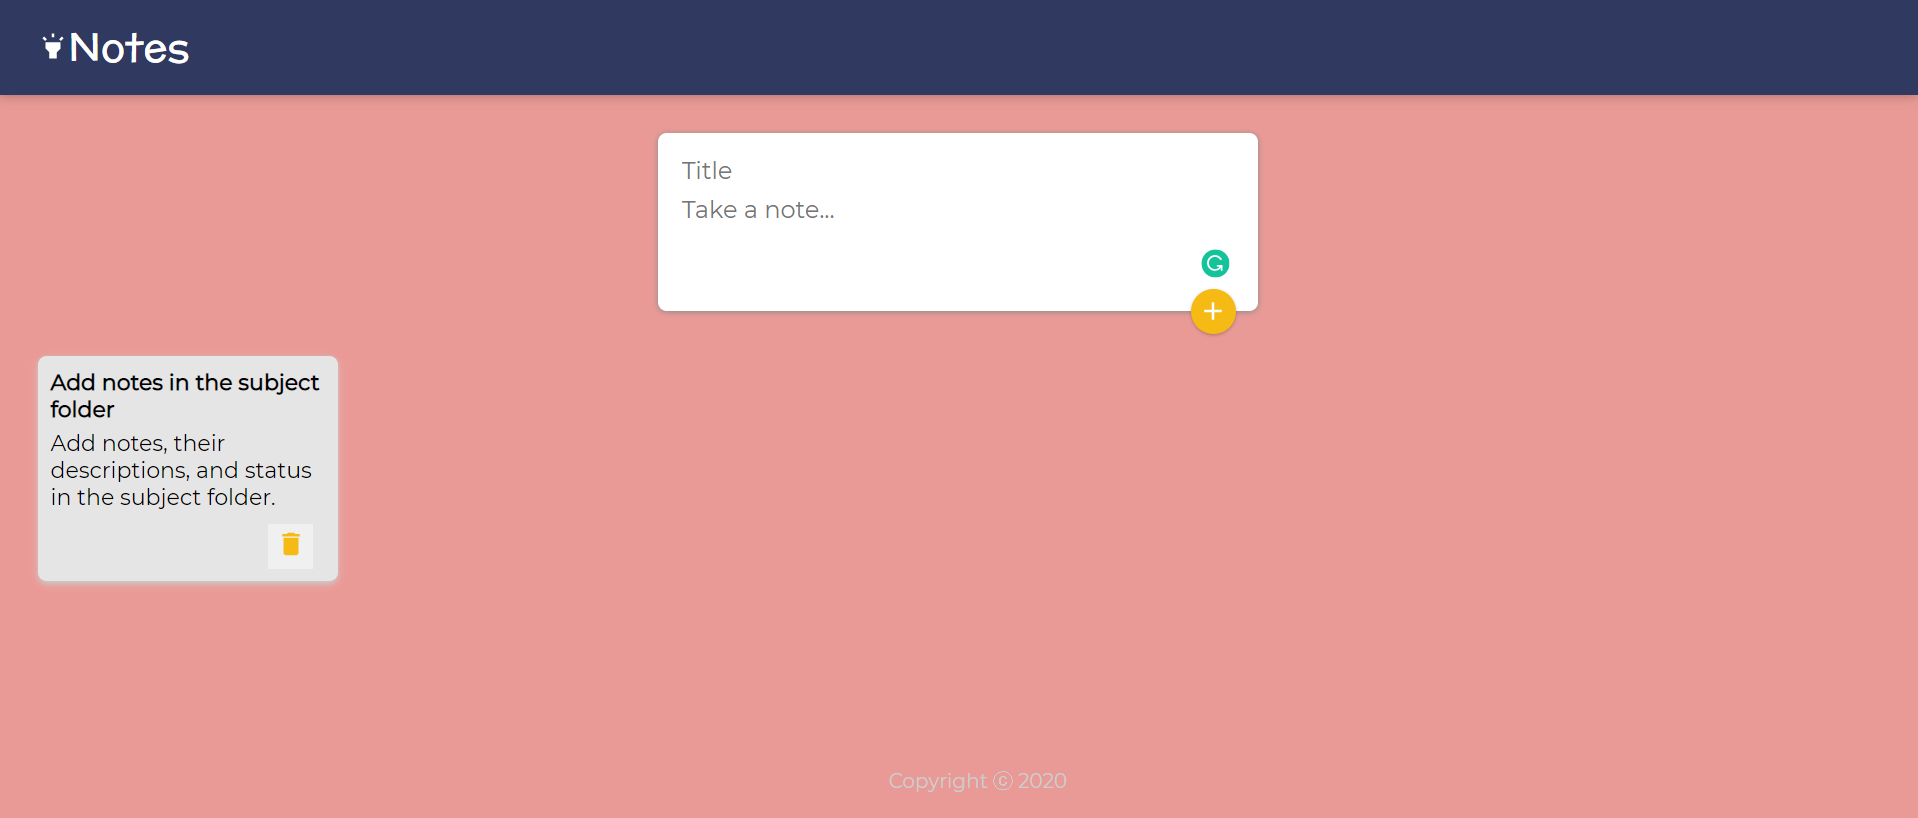 Notes
Title
Take a note...
Add notes in the subject
folder
Add notes, their
descriptions, and status
in the subject folder.
Copyright ⓒ 2020